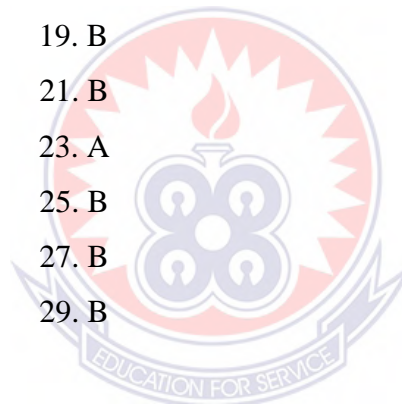 19. B
21. B
23. A
25. B
27. B
29. B
EDUCATION FOR SERVICE